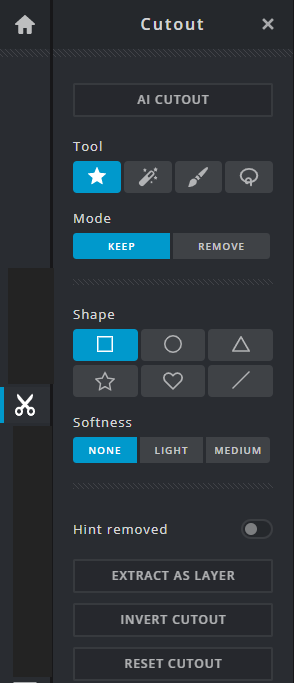 Cutout
AI CUTOUT
Tool
Mode
KEEP REMOVE
Shape
Softness
NONE LIGHT MEDIUM
Hint removed
EXTRACT AS LAYER
INVERT CUTOUT
RESET CUTOUT